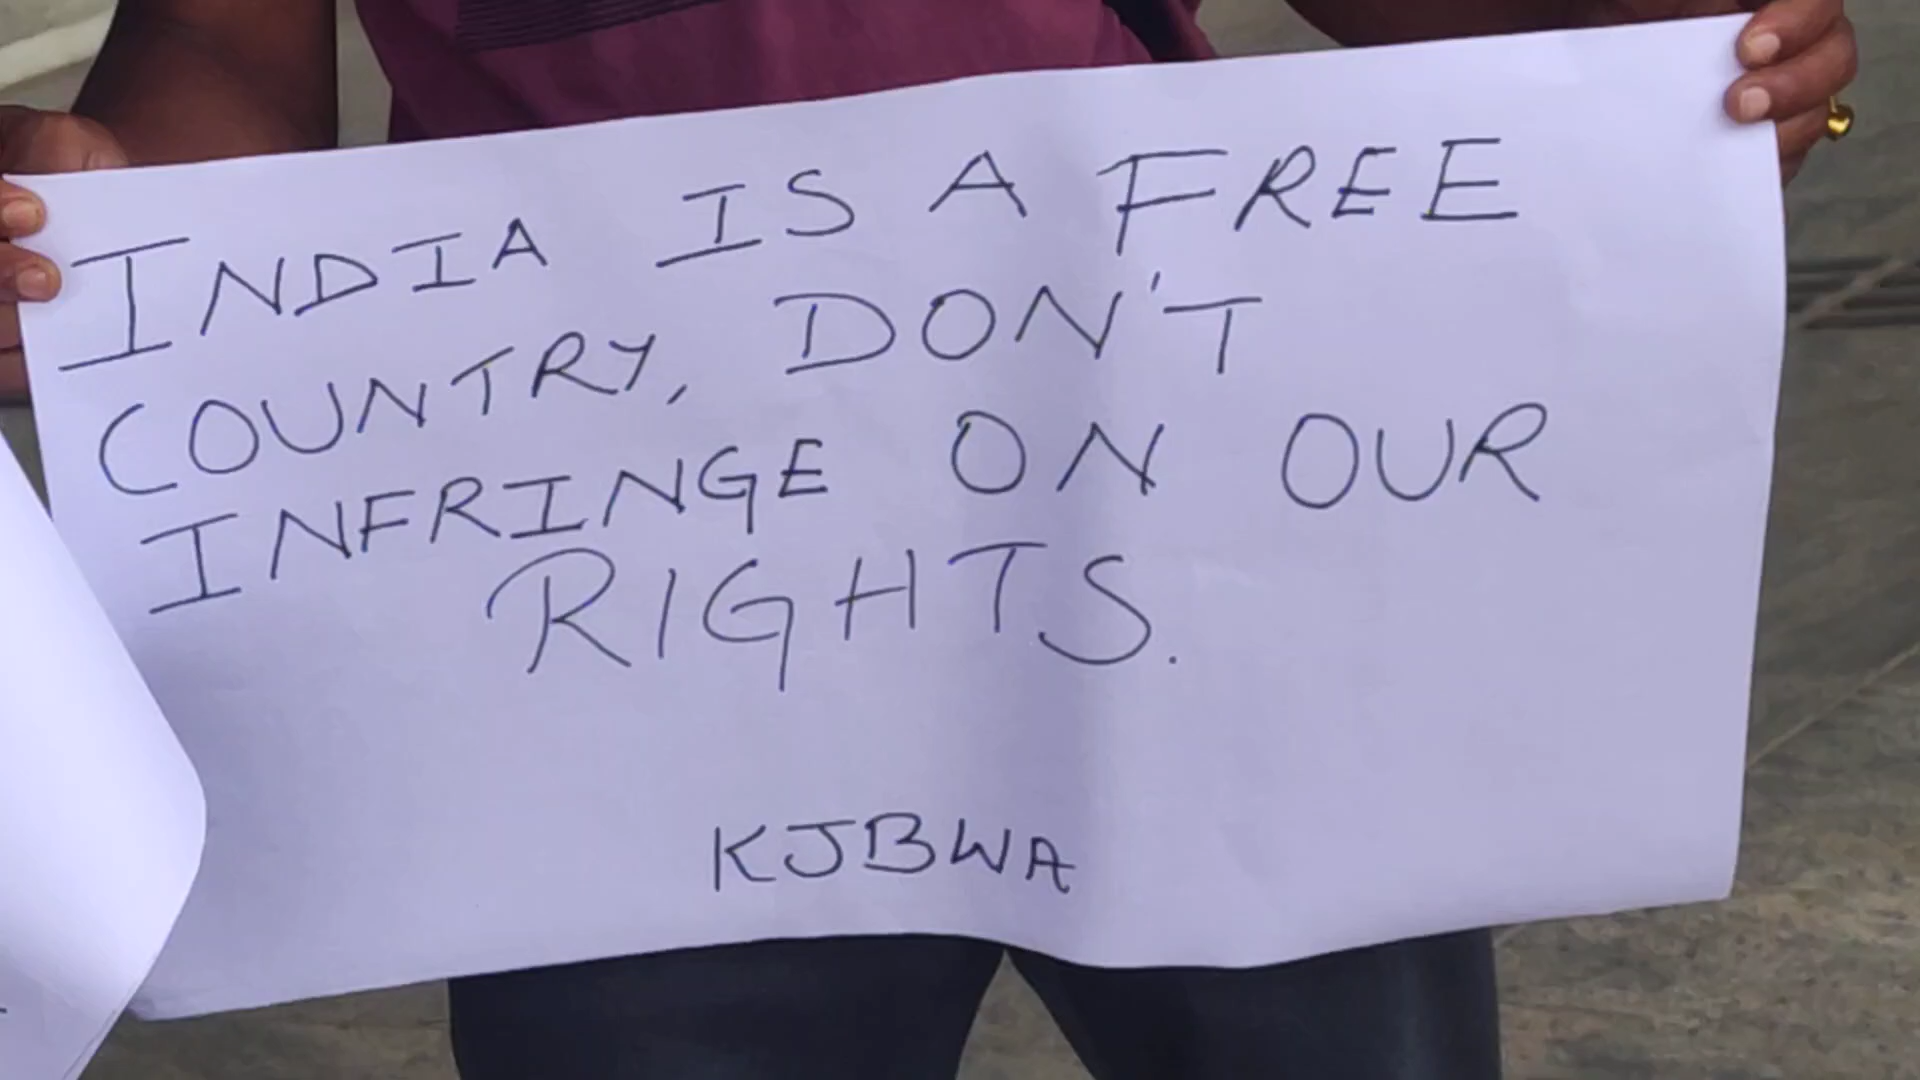 INDIA IS A FREE
COUNTRY, DON'T
INFRINGE ON OUR
RIGHTS.
KJBWA